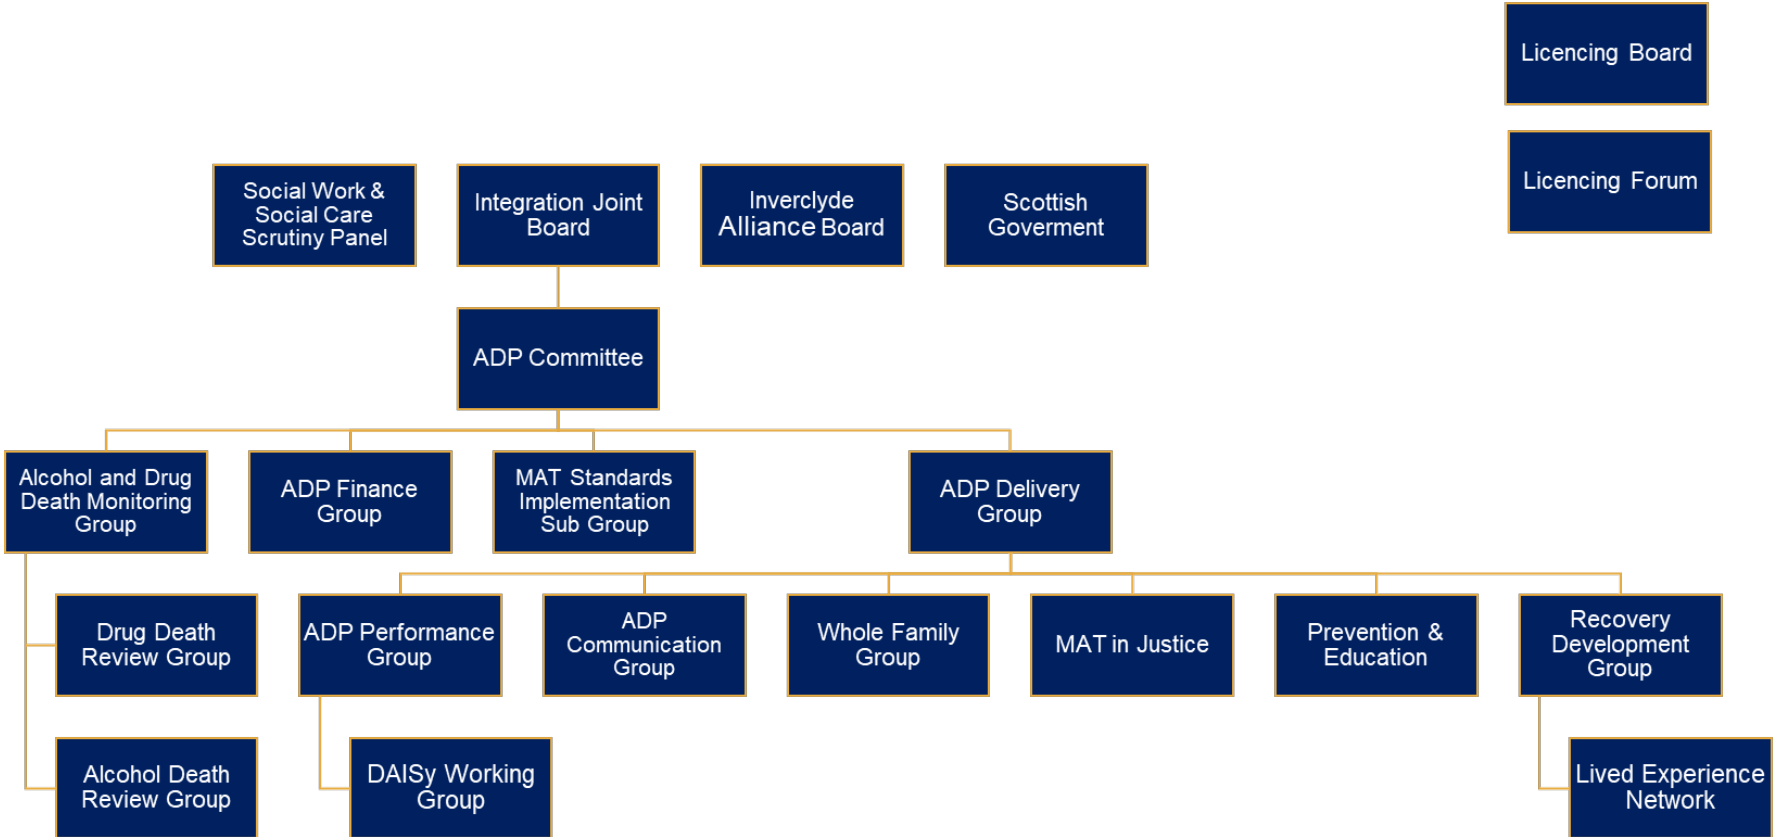 Licencing Board
Licencing Forum
Social Work &
Social Care
Scrutiny Panel
Integration Joint
Board
Inverclyde
Alliance Board
Scottish
Goverment
ADP Committee
Alcohol and Drug
Death Monitoring
Group
ADP Finance
Group
MAT Standards
Implementation
Sub Group
ADP Delivery
Group
Drug Death
Review Group
ADP Performance
Group
ADP
Communication
Group
Whole Family
Group
MAT in Justice
Prevention &
Education
Recovery
Development
Group
Alcohol Death
Review Group
DAISy Working
Group
Lived Experience
Network